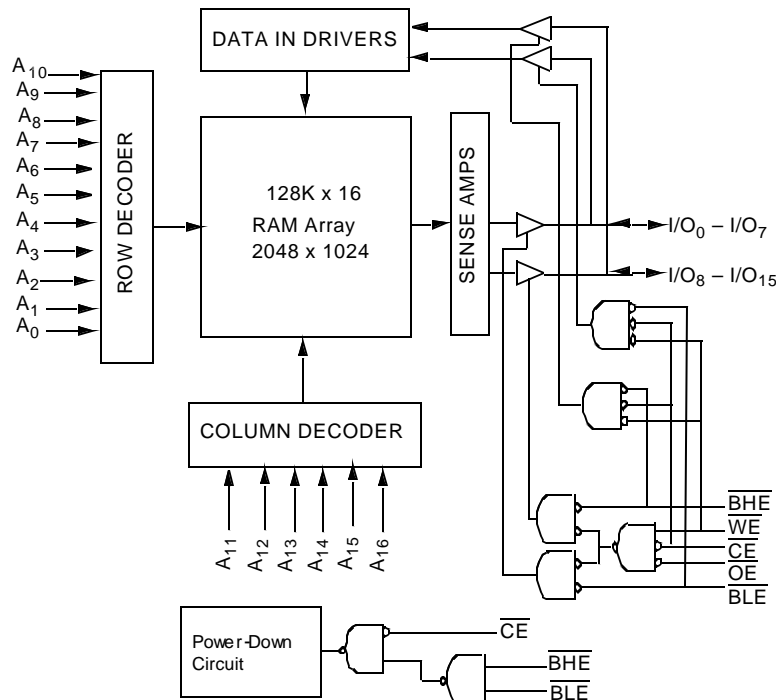 DATA IN DRIVERS
A10
A9
A8
A7
A6
A5
A4
A3
A2
A1
A0
ROW DECODER
128K x 16
RAM Array
2048 x 1024
SENSE AMPS
I/O0 – I/O7
I/O8 – I/O15
COLUMN DECODER
A11
A12
A13
A14
A15
A16
BHE
WE
CE
OE
BLE
Power-Down
Circuit
CE
BHE
BLE